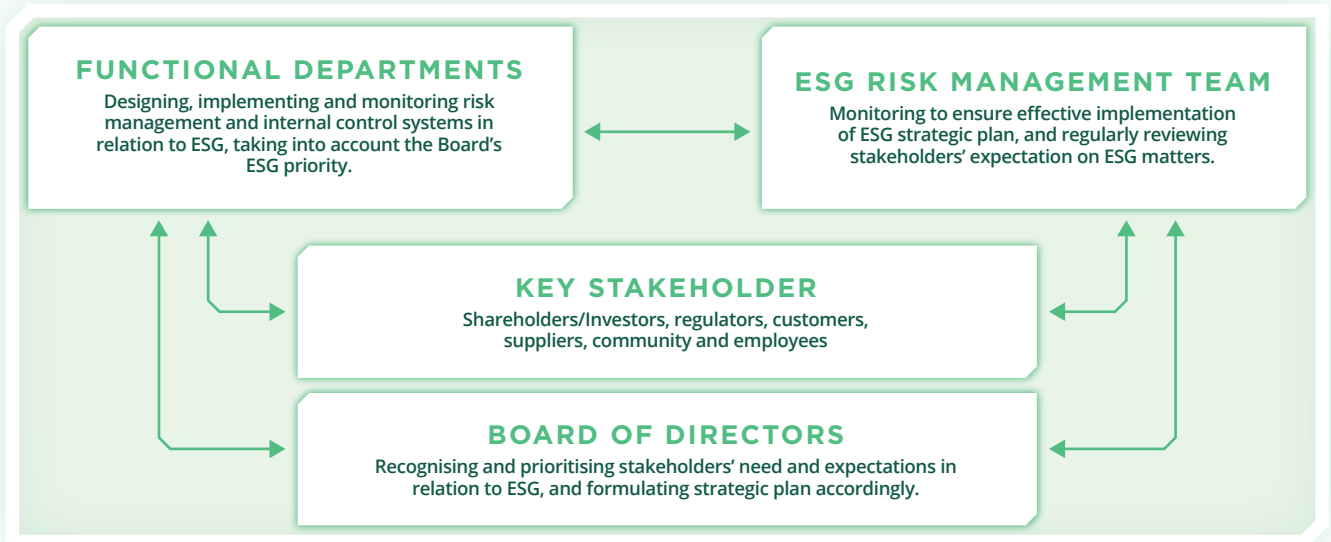 FUNCTIONAL DEPARTMENTS
Designing, implementing and monitoring risk
management and internal control systems in
relation to ESG, taking into account the Board’s
ESG priority.
ESG RISK MANAGEMENT TEAM
Monitoring to ensure effective implementation
of ESG strategic plan, and regularly reviewing
stakeholders’ expectation on ESG matters.
KEY STAKEHOLDER
Shareholders/Investors, regulators, customers,
suppliers, community and employees
BOARD OF DIRECTORS
Recognising and prioritising stakeholders’ need and expectations in
relation to ESG, and formulating strategic plan accordingly.